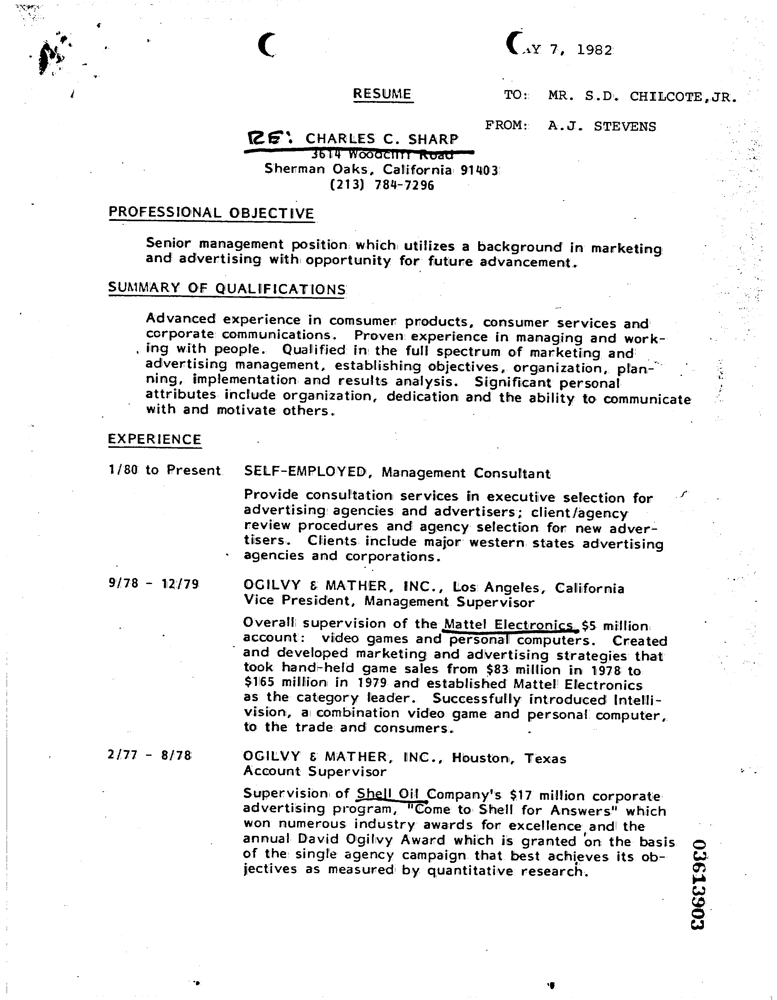 AY 7, 1982
RESUME
TO: MR. S.D. CHILCOTE, JR.
FROM: A.J. STEVENS
RE: CHARLES C. SHARP
3614 Woodcliff Road
Sherman Oaks, California 91403
(213) 784-7296
PROFESSIONAL OBJECTIVE
Senior management position which utilizes a background in marketing
and advertising with opportunity for future advancement.
SUMMARY OF QUALIFICATIONS
Advanced experience in comsumer products, consumer services and
corporate communications. Proven experience in managing and work-
ing with people. Qualified in the full spectrum of marketing and
advertising management, establishing objectives, organization, plan-
ning, implementation and results analysis. Significant personal
attributes include organization, dedication and the ability to communicate
with and motivate others.
EXPERIENCE
1/80 to Present SELF-EMPLOYED, Management Consultant
Provide consultation services in executive selection for
advertising agencies and advertisers; client/agency
review procedures and agency selection for new adver-
tisers. Clients include major western states advertising
agencies and corporations.
9/78 - 12/79 OGILVY & MATHER, INC., Los Angeles, California
Vice President, Management Supervisor
Overall supervision of the Mattel Electronics $5 million
account: video games and personal computers. Created
and developed marketing and advertising strategies that
took hand-held game sales from $83 million in 1978 to
$165 million in 1979 and established Mattel Electronics
as the category leader. Successfully introduced Intelli-
vision, a combination video game and personal computer,
to the trade and consumers.
2/77 - 8/78 OGILVY & MATHER, INC., Houston, Texas
Account Supervisor
Supervision of Shell Oil Company's $17 million corporate
advertising program, "Come to Shell for Answers" which
won numerous industry awards for excellence and the
annual David Ogilvy Award which is granted on the basis
of the single agency campaign that best achieves its ob-
jectives as measured by quantitative research.
03613903